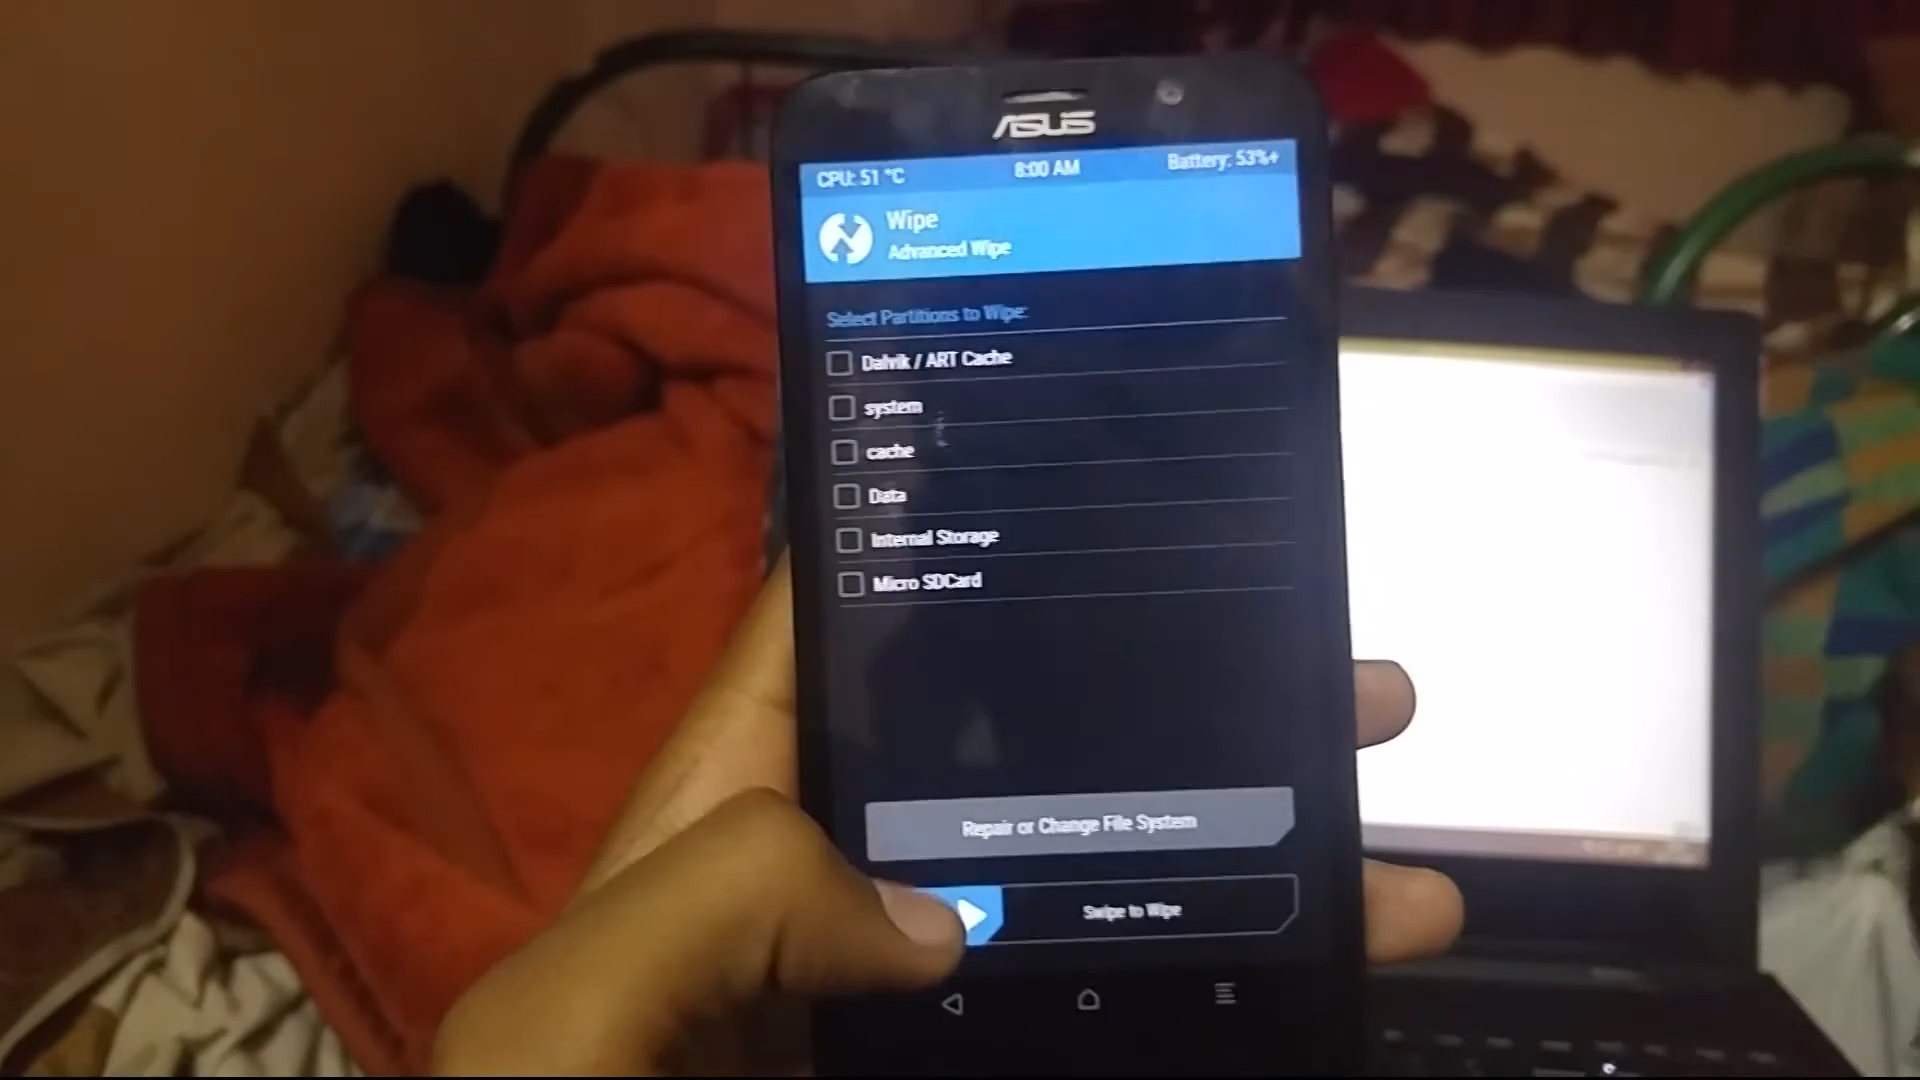 ASUS
CPU: 51 °C 8:00 AM Battery: 53%+
Wipe
Advanced Wipe
Select Partitions to Wipe:
Dalvik / ART Cache
system
cache
Data
Internal Storage
Micro SDCard
Repair or Change File System
Swipe to Wipe